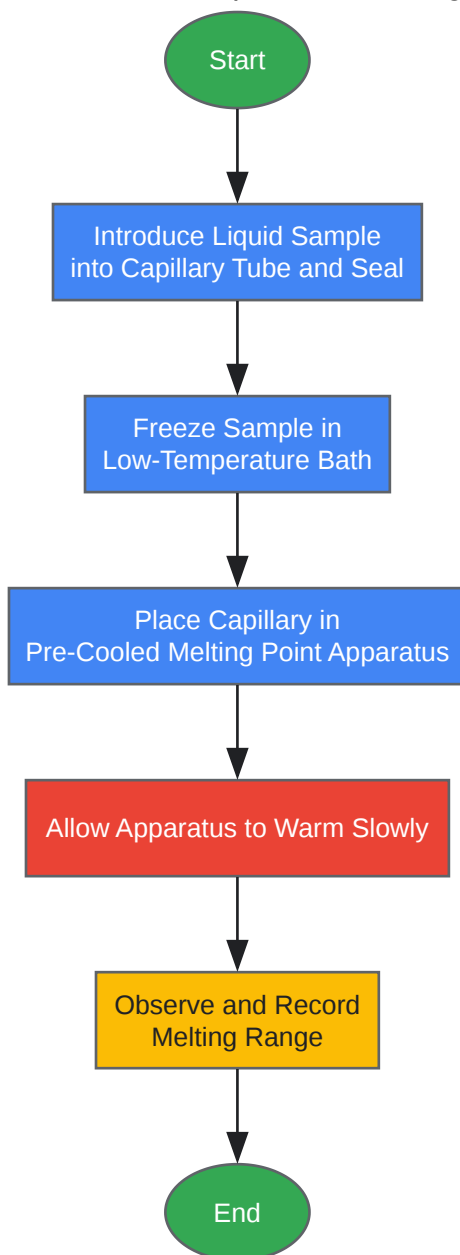 Start
Introduce Liquid Sample
into Capillary Tube and Seal
Freeze Sample in
Low-Temperature Bath
Place Capillary in
Pre-Cooled Melting Point Apparatus
Allow Apparatus to Warm Slowly
Observe and Record
Melting Range
End